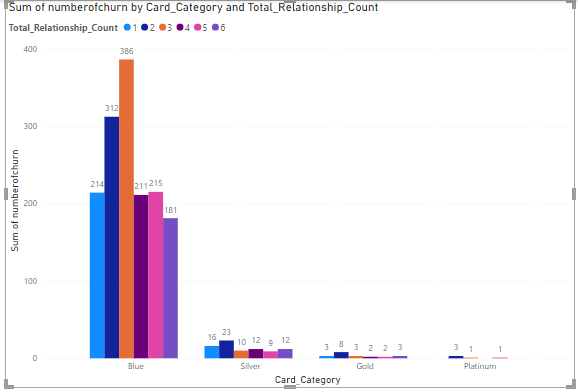 Sum of numberofchurn by Card_Category and Total_Relationship_Count
Total_Relationship_Count 1 2 3 4 5 6
Sum of numberofchurn
400
300
200
100
0
214 312 386 211 215 181
16 23 10 12 9 12
3 8 3 2 2 3
3 1 1
Blue Silver Gold Platinum
Card_Category